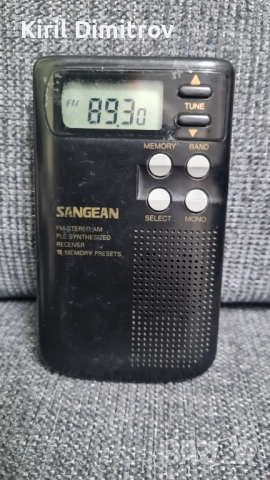 Kiril Dimitrov
FM
89.30
TUNE
MEMORY BAND
SELECT MONO
SANGEAN
FM-STEREO/AM
PLL SYNTHESIZED
RECEIVER
MEMORY PRESETS
BAZAR